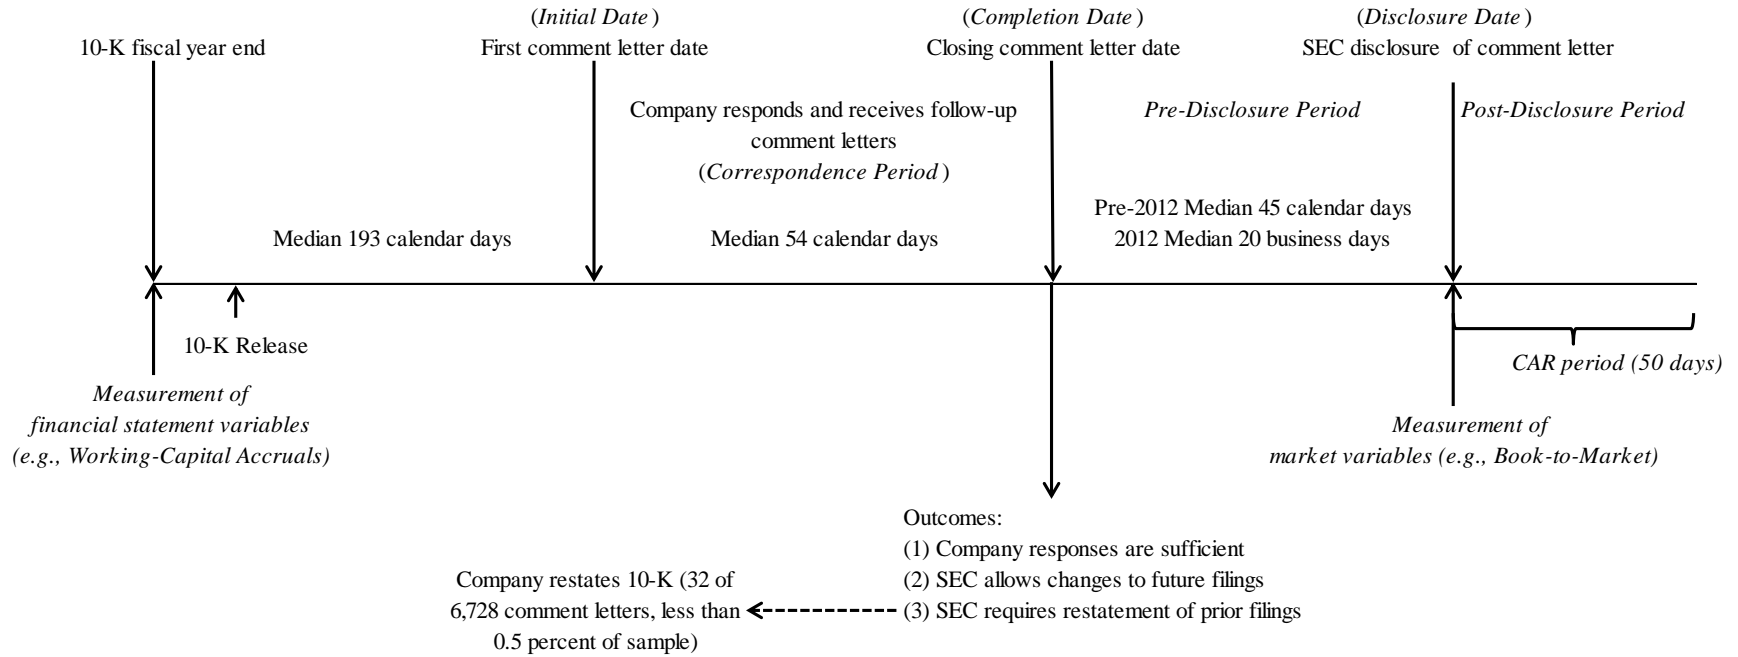 (Initial Date)
(Completion Date)
(Disclosure Date)
10-K fiscal year end
First comment letter date
Closing comment letter date
SEC disclosure of comment letter
Company responds and receives follow-up
comment letters
(Correspondence Period)
Pre-Disclosure Period
Post-Disclosure Period
Median 193 calendar days
Median 54 calendar days
Pre-2012 Median 45 calendar days
2012 Median 20 business days
10-K Release
CAR period (50 days)
Measurement of
financial statement variables
(e.g., Working-Capital Accruals)
Measurement of
market variables (e.g., Book-to-Market)
Outcomes:
(1) Company responses are sufficient
(2) SEC allows changes to future filings
(3) SEC requires restatement of prior filings
Company restates 10-K (32 of
6,728 comment letters, less than
0.5 percent of sample)